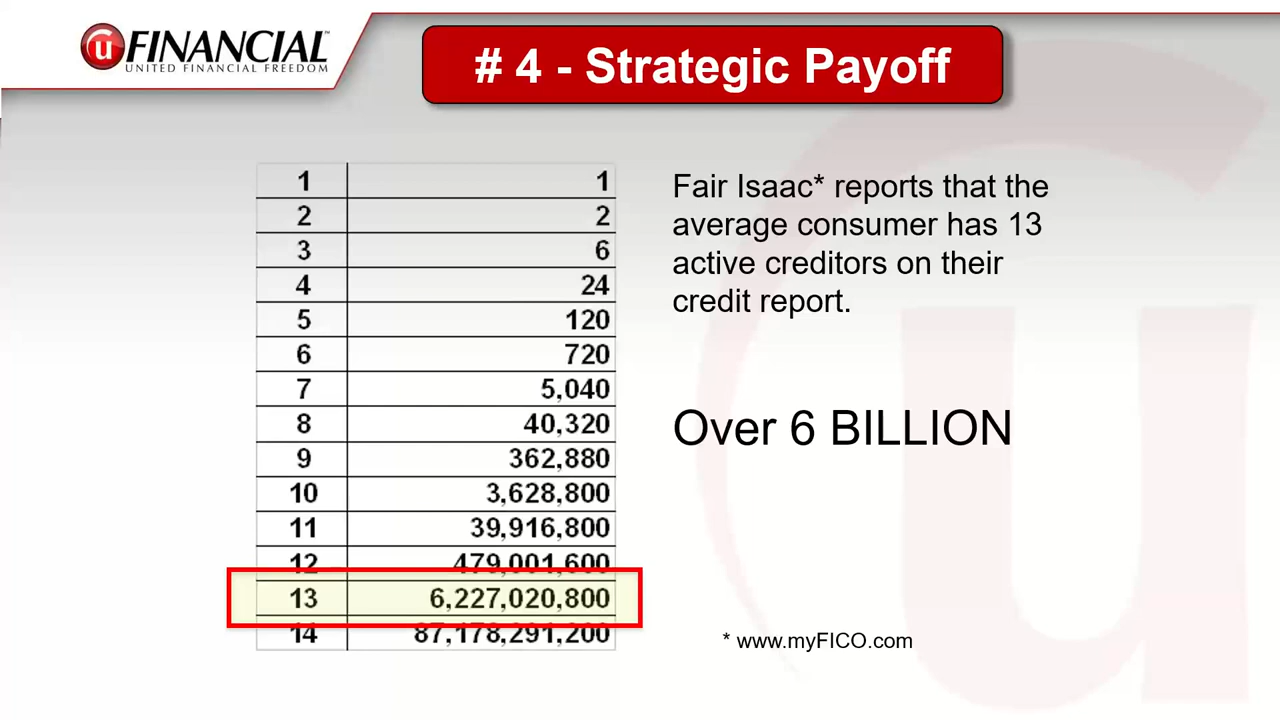 u FINANCIAL™
UNITED FINANCIAL FREEDOM
# 4 - Strategic Payoff
1 1
2 2
3 6
4 24
5 120
6 720
7 5,040
8 40,320
9 362,880
10 3,628,800
11 39,916,800
12 479,001,600
13 6,227,020,800
14 87,178,291,200
Fair Isaac* reports that the
average consumer has 13
active creditors on their
credit report.
Over 6 BILLION
* www.myFICO.com
u